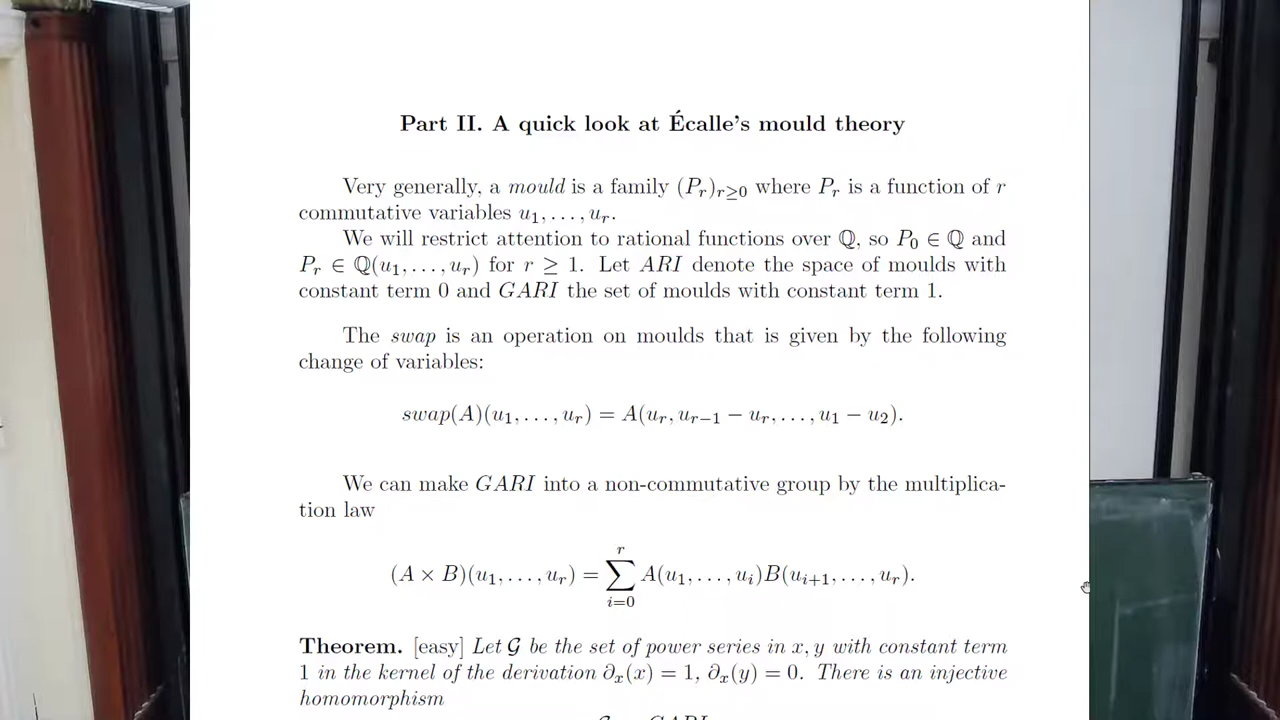 Part II. A quick look at Écalle's mould theory
Very generally, a mould is a family (P_r)_{r≥0} where P_r is a function of r
commutative variables u_1, . . . , u_r.
We will restrict attention to rational functions over ℚ, so P_0 ∈ ℚ and
P_r ∈ ℚ(u_1, . . . , u_r) for r ≥ 1. Let ARI denote the space of moulds with
constant term 0 and GARI the set of moulds with constant term 1.
The swap is an operation on moulds that is given by the following
change of variables:
swap(A)(u_1, . . . , u_r) = A(u_r, u_{r−1} − u_r, . . . , u_1 − u_2).
We can make GARI into a non-commutative group by the multiplica-
tion law
(A × B)(u_1, . . . , u_r) = ∑_{i=0}^{r} A(u_1, . . . , u_i)B(u_{i+1}, . . . , u_r).
Theorem. [easy] Let 𝒢 be the set of power series in x, y with constant term
1 in the kernel of the derivation ∂_x(x) = 1, ∂_x(y) = 0. There is an injective
homomorphism